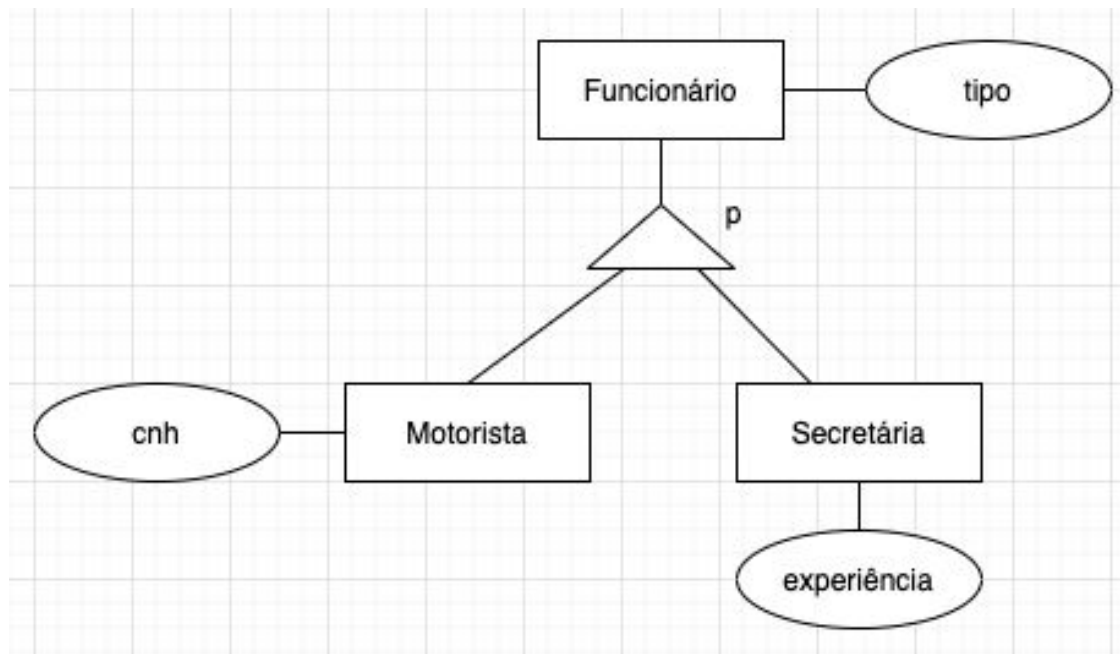 Funcionário
tipo
p
cnh
Motorista
Secretária
experiência